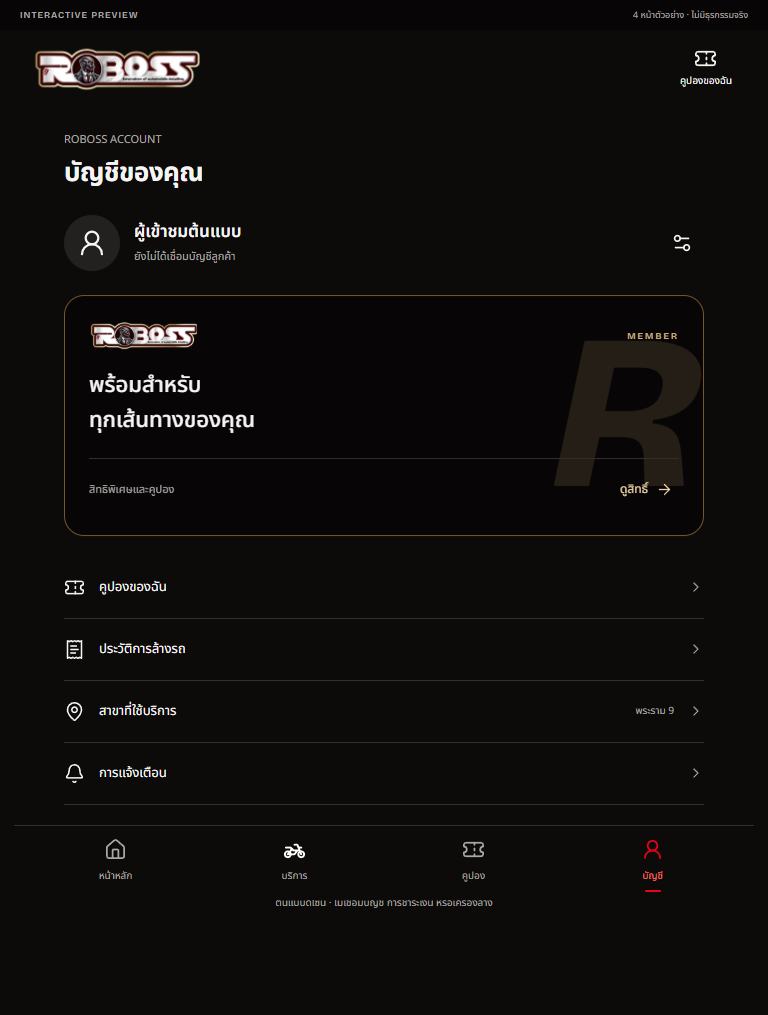 INTERACTIVE PREVIEW
4 หน้าตัวอย่าง · ไม่มีธุรกรรมจริง
ROBOSS
คูปองของฉัน
ROBOSS ACCOUNT
บัญชีของคุณ
ผู้เข้าชมต้นแบบ
ยังไม่ได้เชื่อมบัญชีลูกค้า
ROBOSS
MEMBER
R
พร้อมสำหรับ
ทุกเส้นทางของคุณ
สิทธิพิเศษและคูปอง
ดูสิทธิ์
คูปองของฉัน
ประวัติการล้างรถ
สาขาที่ใช้บริการ
พระราม 9
การแจ้งเตือน
หน้าหลัก
บริการ
คูปอง
บัญชี